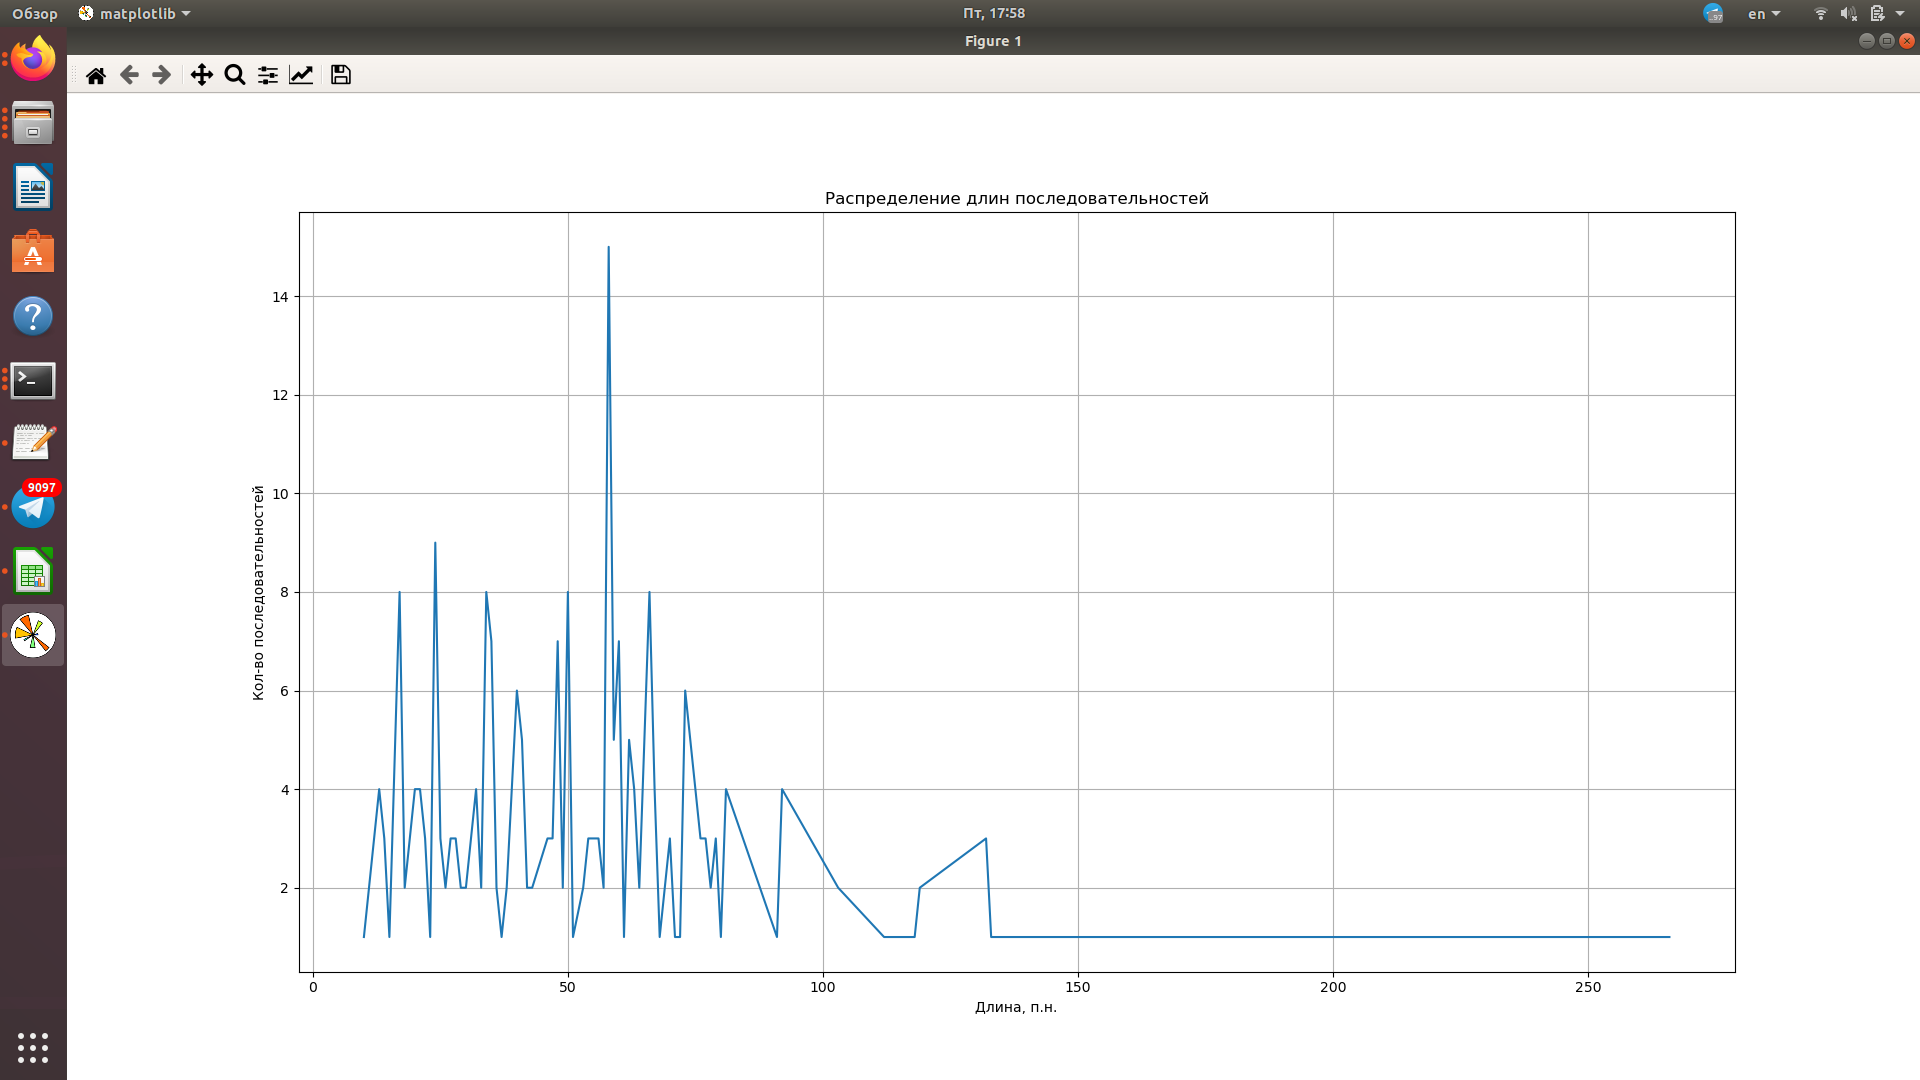 Обзор
matplotlib
Пт, 17:58
97
en
Figure 1
9097
Распределение длин последовательностей
Кол-во последовательностей
14
12
10
8
6
4
2
0
50
100
150
200
250
Длина, п.н.